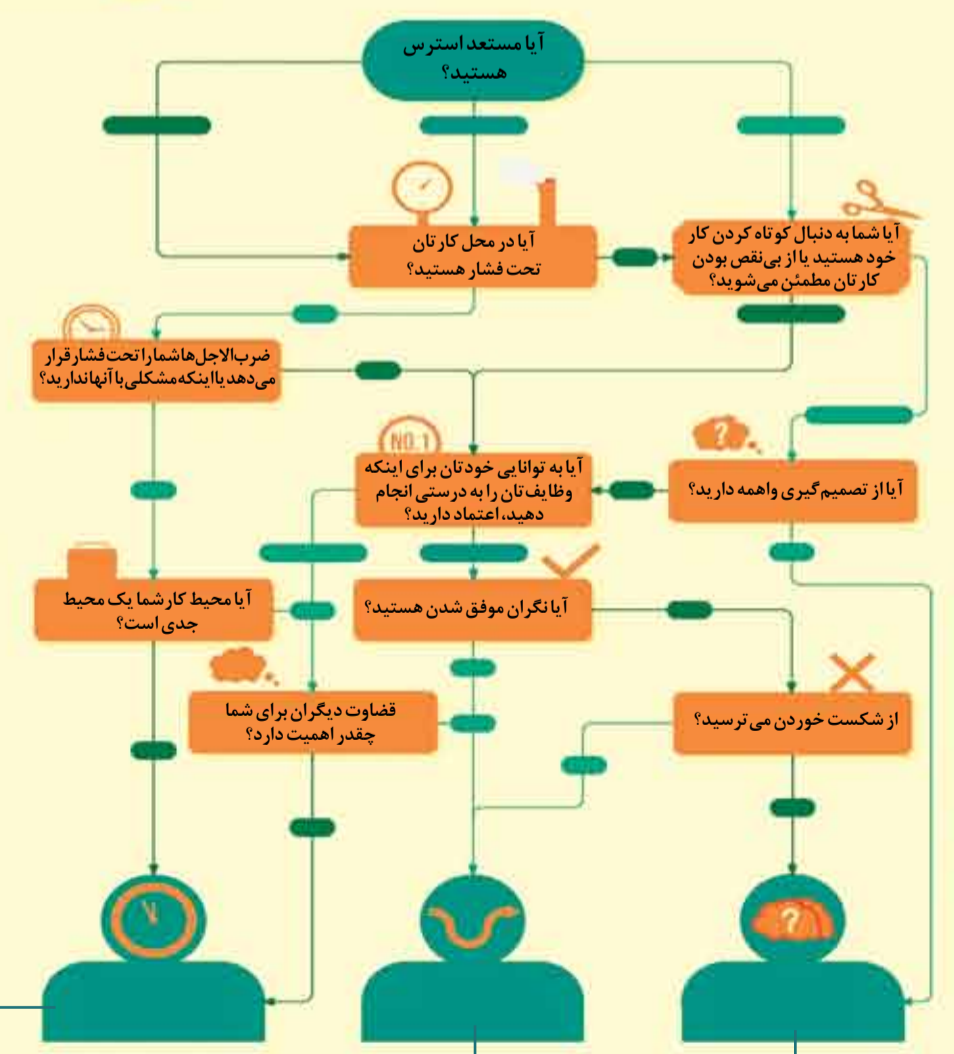 آیا مستعد استرس
هستید؟
آیا در محل کارتان
تحت فشار هستید؟
آیا شما به دنبال کوتاه کردن کار
خود هستید یا از بی‌نقص بودن
کارتان مطمئن می‌شوید؟
ضرب‌الاجل‌ها شما را تحت فشار قرار
می‌دهد یا اینکه مشکلی با آنها ندارید؟
NO.1
آیا به توانایی خودتان برای اینکه
وظایف‌تان را به درستی انجام
دهید، اعتماد دارید؟
?
آیا از تصمیم‌گیری واهمه دارید؟
آیا محیط کار شما یک محیط
جدی است؟
آیا نگران موفق شدن هستید؟
قضاوت دیگران برای شما
چقدر اهمیت دارد؟
از شکست خوردن می‌ترسید؟
?